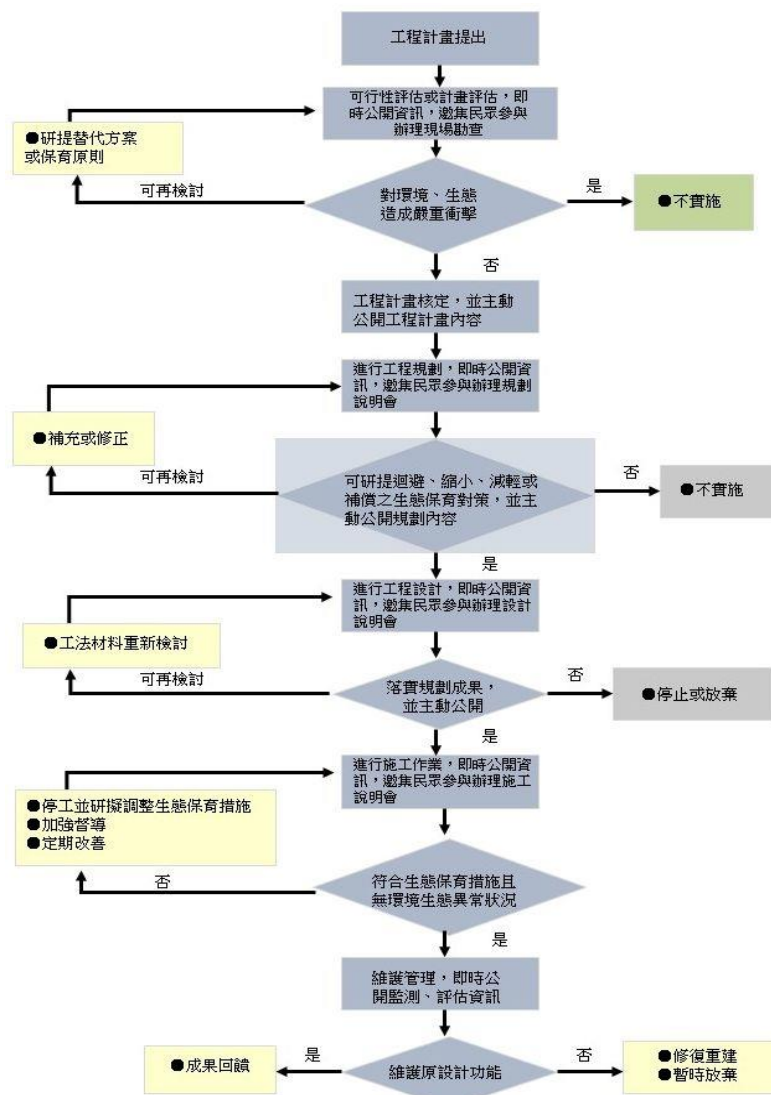 工程計畫提出
可行性評估或計畫評估，即
時公開資訊，邀集民眾參與
辦理現場勘查
●研提替代方案
或保育原則
可再檢討
對環境、生態
造成嚴重衝擊
是
●不實施
否
工程計畫核定，並主動
公開工程計畫內容
進行工程規劃，即時公開資
訊，邀集民眾參與辦理規劃
說明會
●補充或修正
可再檢討
可研提迴避、縮小、減輕或
補償之生態保育對策，並主
動公開規劃內容
否
●不實施
是
進行工程設計，即時公開資
訊，邀集民眾參與辦理設計
說明會
●工法材料重新檢討
可再檢討
落實規劃成果，
並主動公開
否
●停止或放棄
是
進行施工作業，即時公開資
訊，邀集民眾參與辦理施工
說明會
●停工並研擬調整生態保育措施
●加強督導
●定期改善
否
符合生態保育措施且
無環境生態異常狀況
是
維護管理，即時公
開監測、評估資訊
●成果回饋
是
維護原設計功能
否
●修復重建
●暫時放棄